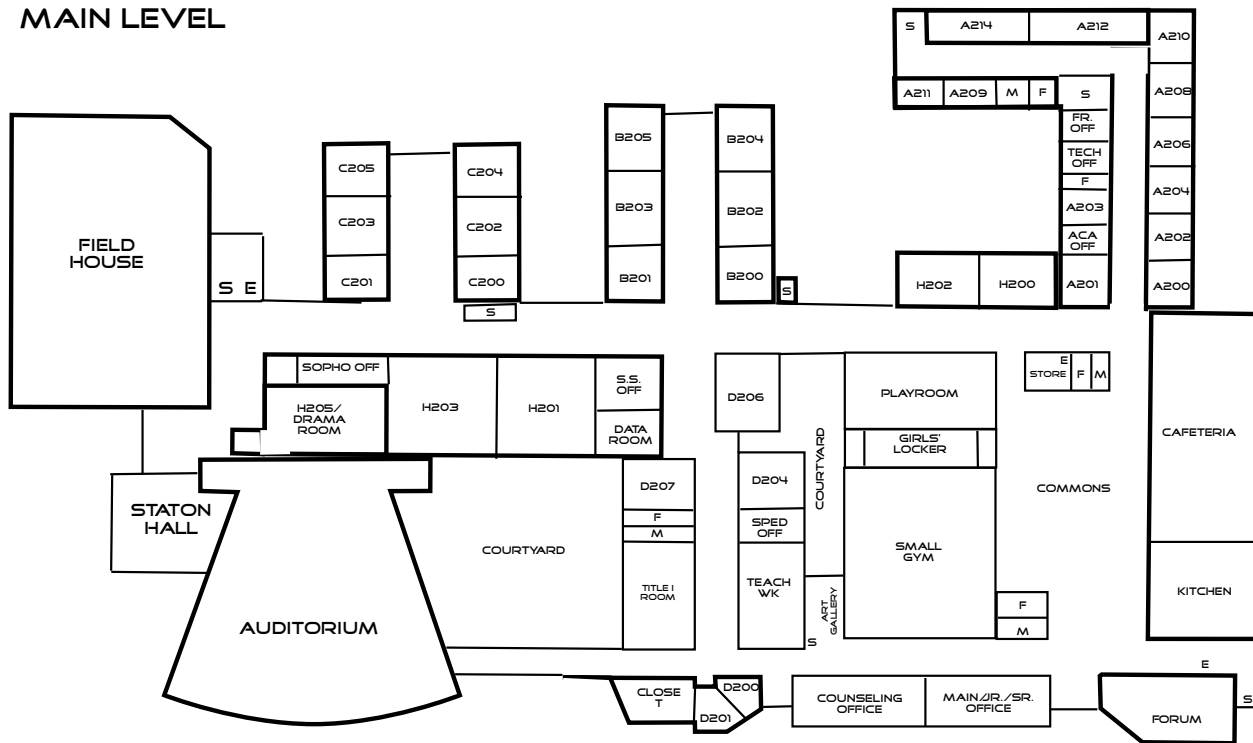 MAIN LEVEL
S
A214
A212
A210
A211
A209
M
F
S
A208
FR.
OFF
TECH
OFF
F
A203
ACA
OFF
A201
A206
A204
A202
A200
H202
H200
B205
B204
B203
B202
B201
B200
S
C205
C204
C203
C202
C201
C200
S
FIELD
HOUSE
S E
SOPHO OFF
H205/
DRAMA
ROOM
H203
H201
S.S.
OFF
DATA
ROOM
D206
COURTYARD
PLAYROOM
GIRLS'
LOCKER
SMALL
GYM
E
STORE
F
M
COMMONS
CAFETERIA
KITCHEN
STATON
HALL
AUDITORIUM
COURTYARD
D207
F
M
TITLE I
ROOM
D204
SPED
OFF
TEACH
WK
ART
GALLERY
S
F
M
CLOSE
T
D200
D201
COUNSELING
OFFICE
MAIN/JR./SR.
OFFICE
FORUM
E
S